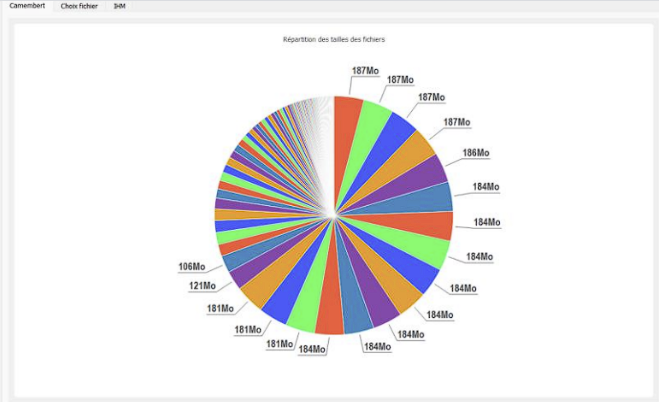 Camembert
Choix fichier
IHM
Répartition des tailles des fichiers
187Mo
187Mo
187Mo
187Mo
186Mo
184Mo
184Mo
184Mo
184Mo
184Mo
184Mo
184Mo
184Mo
181Mo
181Mo
181Mo
121Mo
106Mo